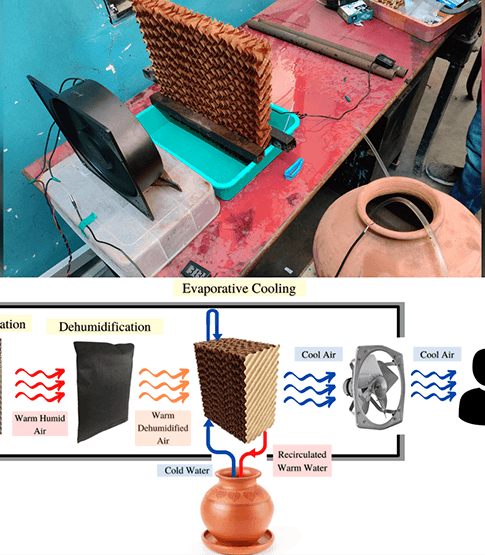 Evaporative Cooling
ation
Dehumidification
Cool Air
Cool Air
Warm Humid
Air
Warm
Dehumidified
Air
Cold Water
Recirculated
Warm Water